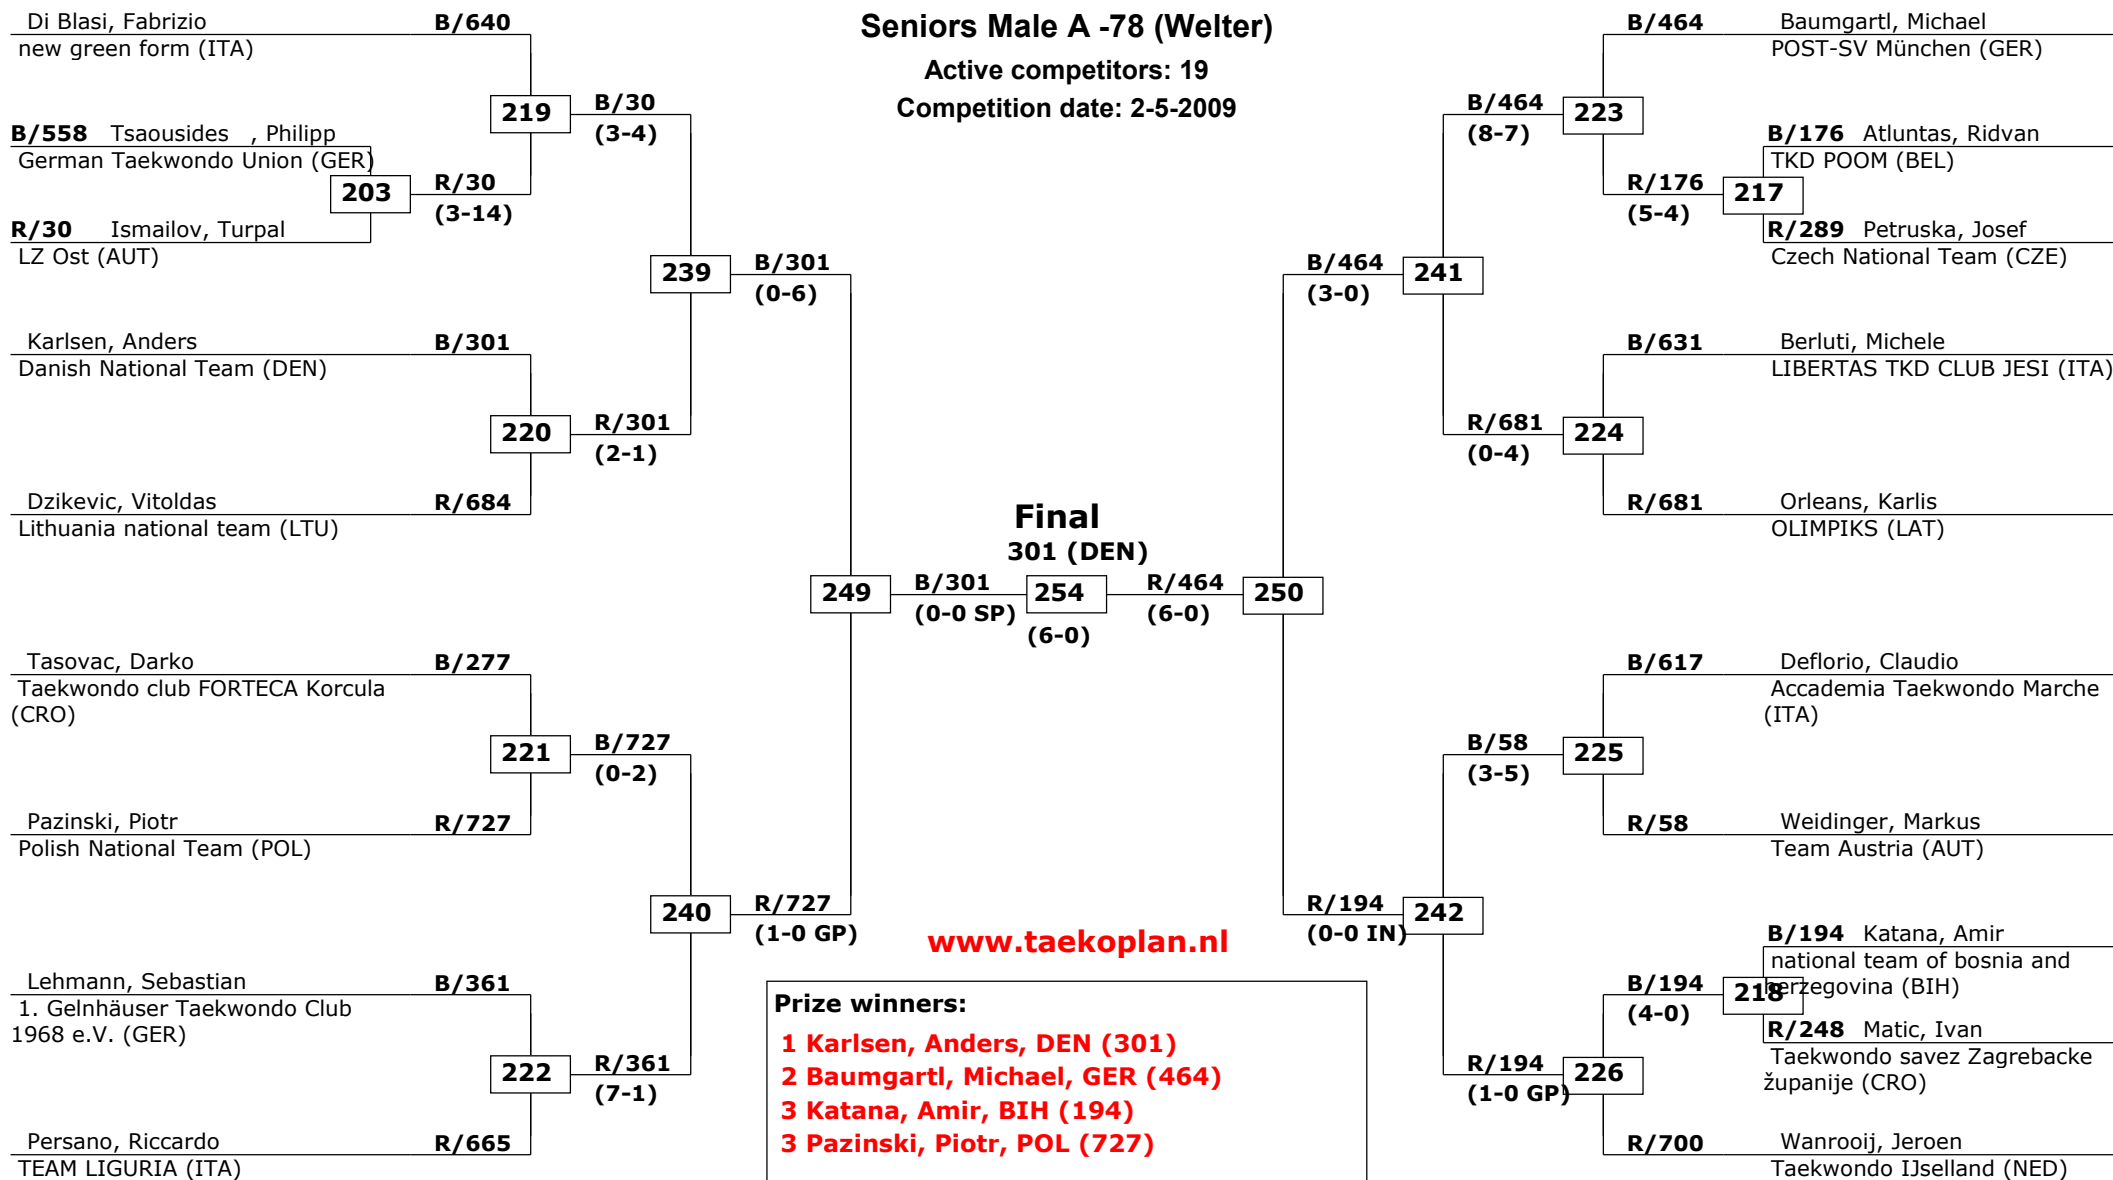 Seniors Male A -78 (Welter)
Active competitors: 19
Competition date: 2-5-2009
Di Blasi, Fabrizio B/640
new green form (ITA)
219
B/30
(3-4)
B/558 Tsaousides , Philipp
German Taekwondo Union (GER)
203
R/30
(3-14)
R/30 Ismailov, Turpal
LZ Ost (AUT)
239
B/301
(0-6)
Karlsen, Anders B/301
Danish National Team (DEN)
220
R/301
(2-1)
Dzikevic, Vitoldas R/684
Lithuania national team (LTU)
249
B/301
(0-0 SP)
Tasovac, Darko B/277
Taekwondo club FORTECA Korcula
(CRO)
221
B/727
(0-2)
Pazinski, Piotr R/727
Polish National Team (POL)
240
R/727
(1-0 GP)
Lehmann, Sebastian B/361
1. Gelnhäuser Taekwondo Club
1968 e.V. (GER)
222
R/361
(7-1)
Persano, Riccardo R/665
TEAM LIGURIA (ITA)
Final
301 (DEN)
254
(6-0)
R/464
(6-0)
250
B/464 Baumgartl, Michael
POST-SV München (GER)
B/464
(8-7)
223
B/176 Atluntas, Ridvan
TKD POOM (BEL)
R/176
(5-4)
217
R/289 Petruska, Josef
Czech National Team (CZE)
B/464
(3-0)
241
B/631 Berluti, Michele
LIBERTAS TKD CLUB JESI (ITA)
R/681
(0-4)
224
R/681 Orleans, Karlis
OLIMPIKS (LAT)
B/617 Deflorio, Claudio
Accademia Taekwondo Marche
(ITA)
B/58
(3-5)
225
R/58 Weidinger, Markus
Team Austria (AUT)
R/194
(0-0 IN)
242
B/194 Katana, Amir
national team of bosnia and
herzegovina (BIH)
B/194
(4-0)
218
R/248 Matic, Ivan
Taekwondo savez Zagrebacke
županije (CRO)
R/194
(1-0 GP)
226
R/700 Wanrooij, Jeroen
Taekwondo IJselland (NED)
www.taekoplan.nl
Prize winners:
1 Karlsen, Anders, DEN (301)
2 Baumgartl, Michael, GER (464)
3 Katana, Amir, BIH (194)
3 Pazinski, Piotr, POL (727)